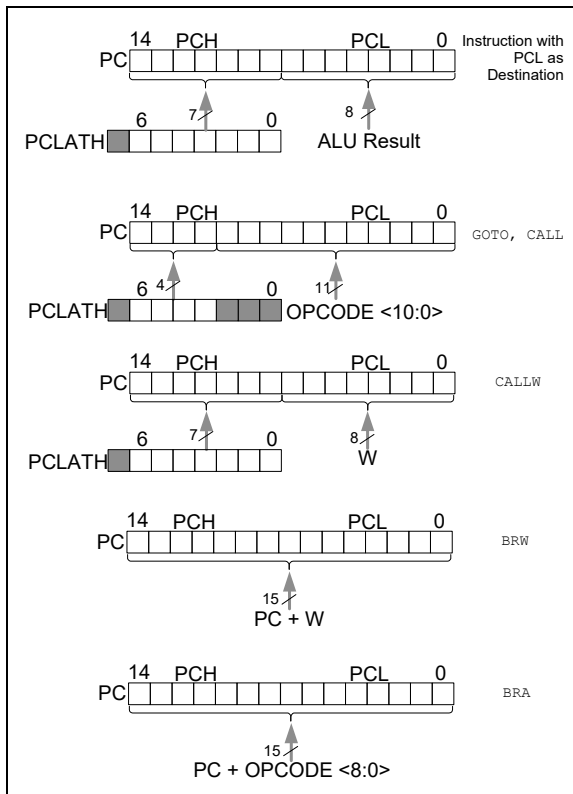 14 PCH PCL 0
PC
Instruction with
PCL as
Destination
7 8
6 0
PCLATH
ALU Result
14 PCH PCL 0
PC
GOTO, CALL
4 11
6 0
PCLATH
OPCODE <10:0>
14 PCH PCL 0
PC
CALLW
7 8
6 0
PCLATH
W
14 PCH PCL 0
PC
BRW
15
PC + W
14 PCH PCL 0
PC
BRA
15
PC + OPCODE <8:0>